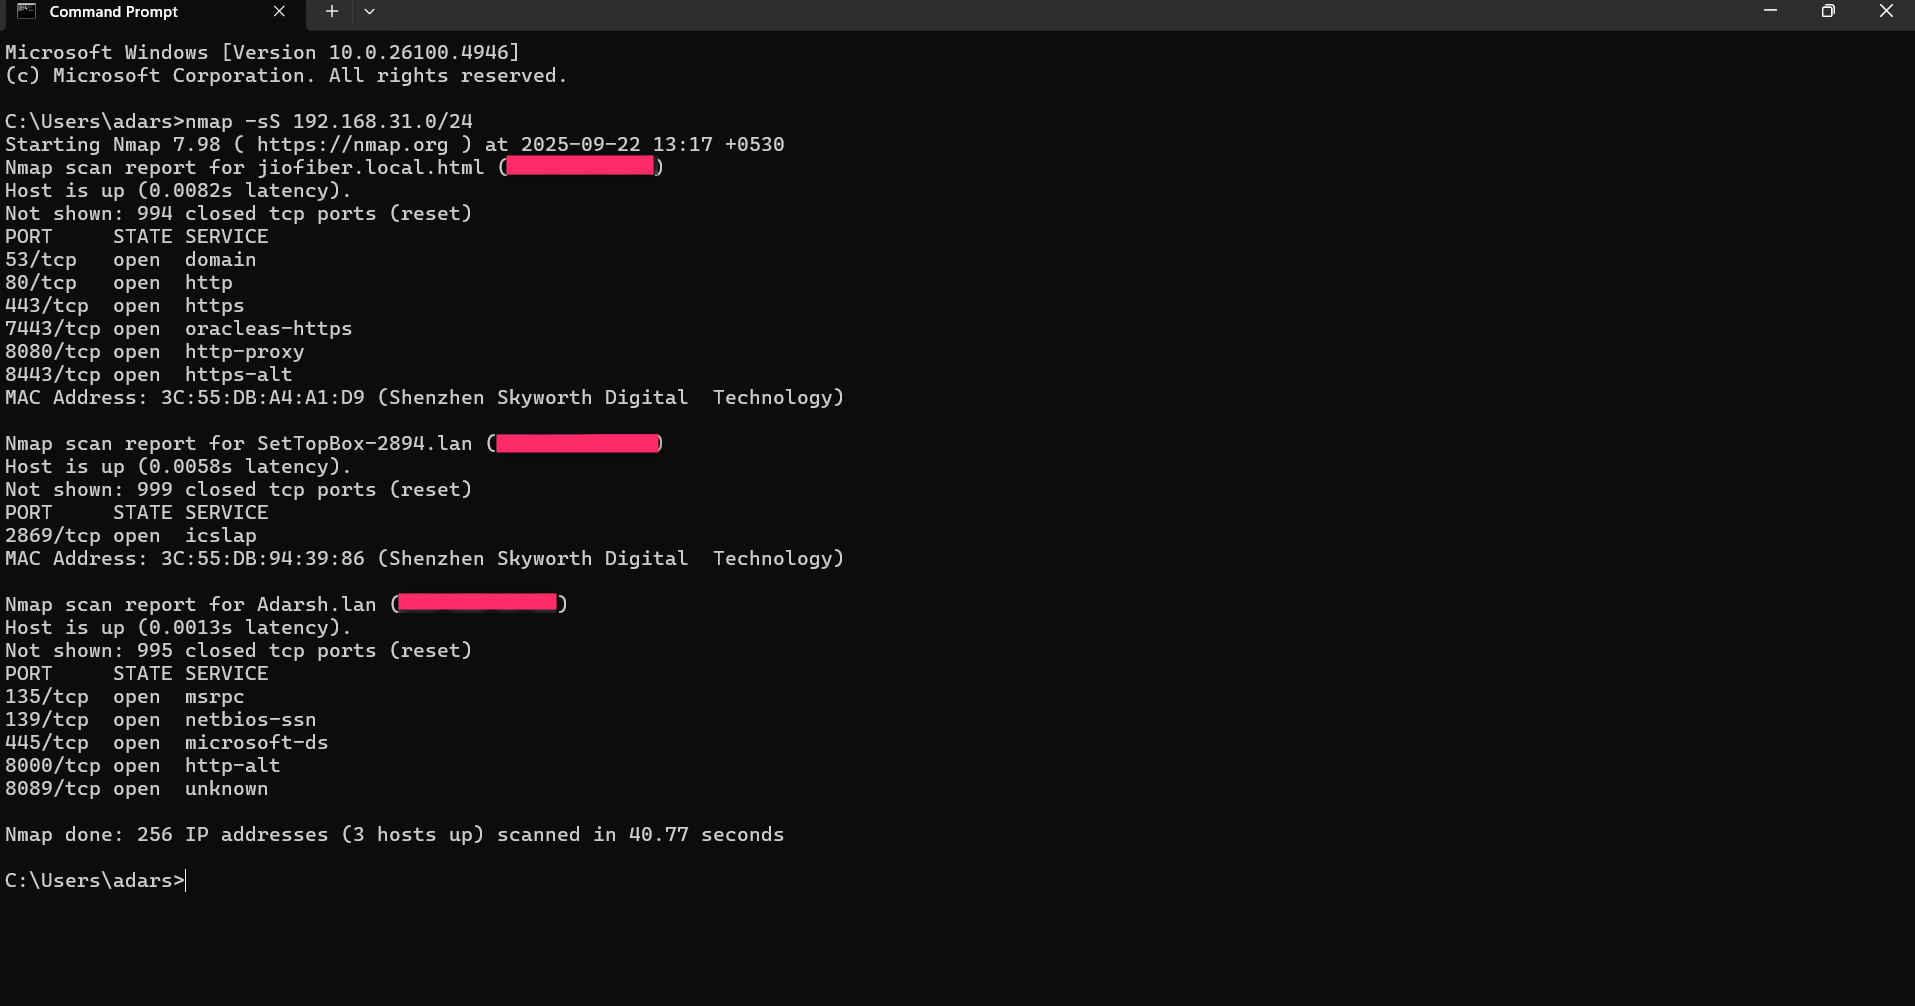 Command Prompt
Microsoft Windows [Version 10.0.26100.4946]
(c) Microsoft Corporation. All rights reserved.
C:\Users\adars>nmap -sS 192.168.31.0/24
Starting Nmap 7.98 ( https://nmap.org ) at 2025-09-22 13:17 +0530
Nmap scan report for jiofiber.local.html ( )
Host is up (0.0082s latency).
Not shown: 994 closed tcp ports (reset)
PORT     STATE SERVICE
53/tcp   open  domain
80/tcp   open  http
443/tcp  open  https
7443/tcp open  oracleas-https
8080/tcp open  http-proxy
8443/tcp open  https-alt
MAC Address: 3C:55:DB:A4:A1:D9 (Shenzhen Skyworth Digital  Technology)
Nmap scan report for SetTopBox-2894.lan ( )
Host is up (0.0058s latency).
Not shown: 999 closed tcp ports (reset)
PORT     STATE SERVICE
2869/tcp open  icslap
MAC Address: 3C:55:DB:94:39:86 (Shenzhen Skyworth Digital  Technology)
Nmap scan report for Adarsh.lan ( )
Host is up (0.0013s latency).
Not shown: 995 closed tcp ports (reset)
PORT     STATE SERVICE
135/tcp  open  msrpc
139/tcp  open  netbios-ssn
445/tcp  open  microsoft-ds
8000/tcp open  http-alt
8089/tcp open  unknown
Nmap done: 256 IP addresses (3 hosts up) scanned in 40.77 seconds
C:\Users\adars>